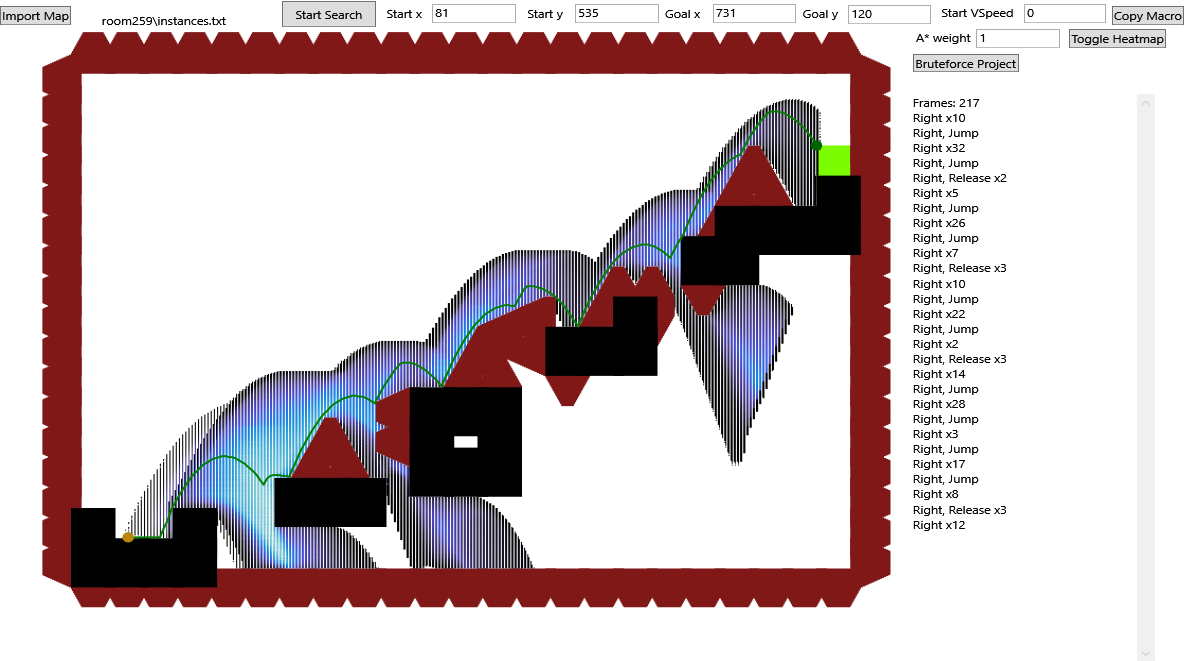 Import Map
room259\instances.txt
Start Search
Start x 81
Start y 535
Goal x 731
Goal y 120
Start VSpeed 0
Copy Macro
A* weight 1
Toggle Heatmap
Bruteforce Project
Frames: 217
Right x10
Right, Jump
Right x32
Right, Jump
Right, Release x2
Right x5
Right, Jump
Right x26
Right, Jump
Right x7
Right, Release x3
Right x10
Right, Jump
Right x22
Right, Jump
Right x2
Right, Release x3
Right x14
Right, Jump
Right x28
Right, Jump
Right x3
Right, Jump
Right x17
Right, Jump
Right x8
Right, Release x3
Right x12